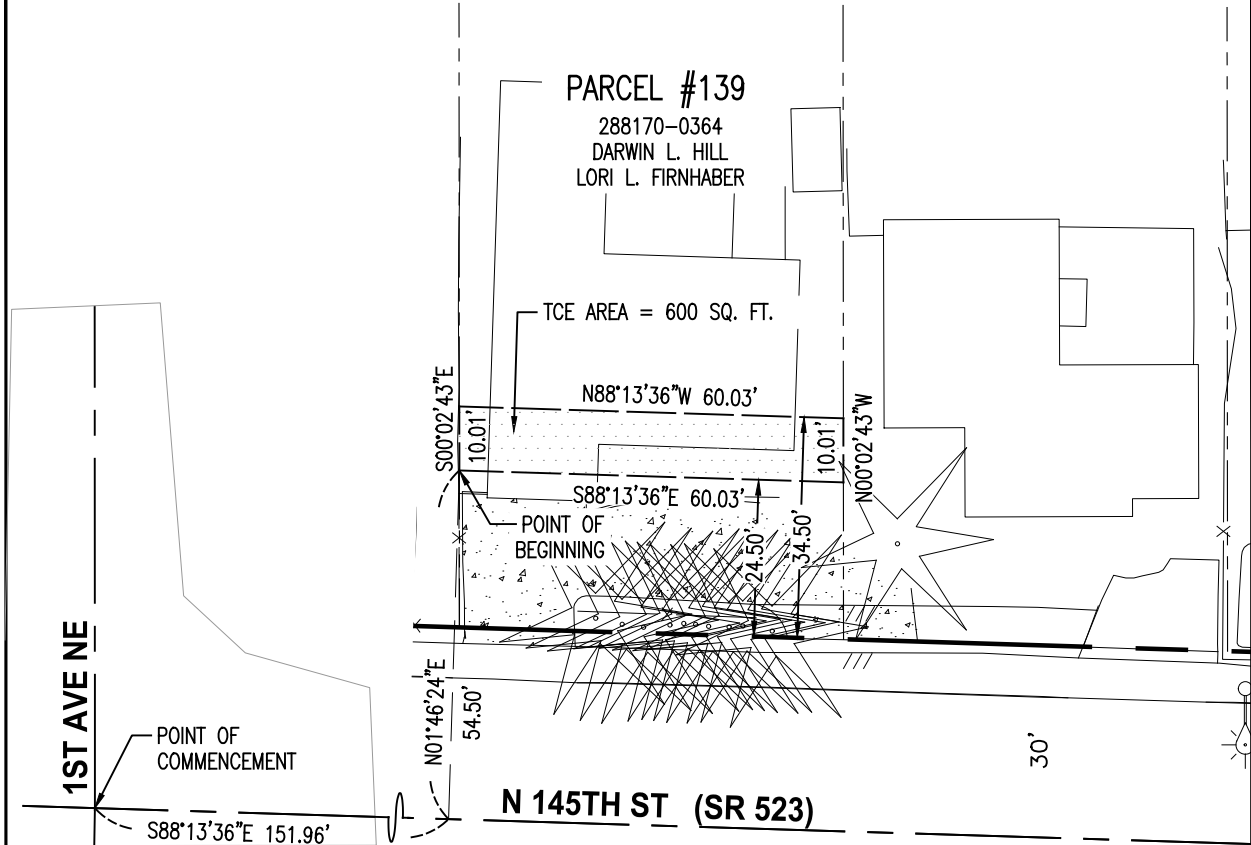 PARCEL #139
288170-0364
DARWIN L. HILL
LORI L. FIRNHABER
TCE AREA = 600 SQ. FT.
N88°13'36"W 60.03'
S00°02'43"E
10.01'
10.01'
N00°02'43"W
S88°13'36"E 60.03'
POINT OF
BEGINNING
24.50'
34.50'
1ST AVE NE
N01°46'24"E
54.50'
POINT OF
COMMENCEMENT
30'
N 145TH ST (SR 523)
S88°13'36"E 151.96'